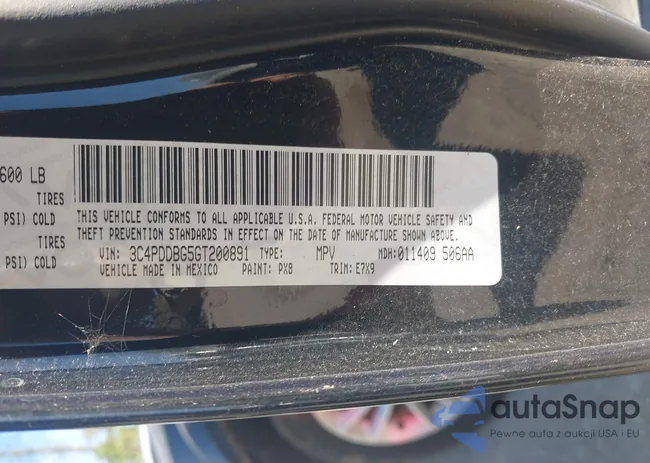 600 LB
TIRES
PSI) COLD
TIRES
PSI) COLD
THIS VEHICLE CONFORMS TO ALL APPLICABLE U.S.A. FEDERAL MOTOR VEHICLE SAFETY AND
THEFT PREVENTION STANDARDS IN EFFECT ON THE DATE OF MANUFACTURE SHOWN ABOVE.
VIN: 3C4PDDBG5GT200891 TYPE: MPV MDH:011409 506AA
VEHICLE MADE IN MEXICO PAINT: PX8 TRIM: E7X9
autaSnap
Pewne auta z aukcji USA i EU